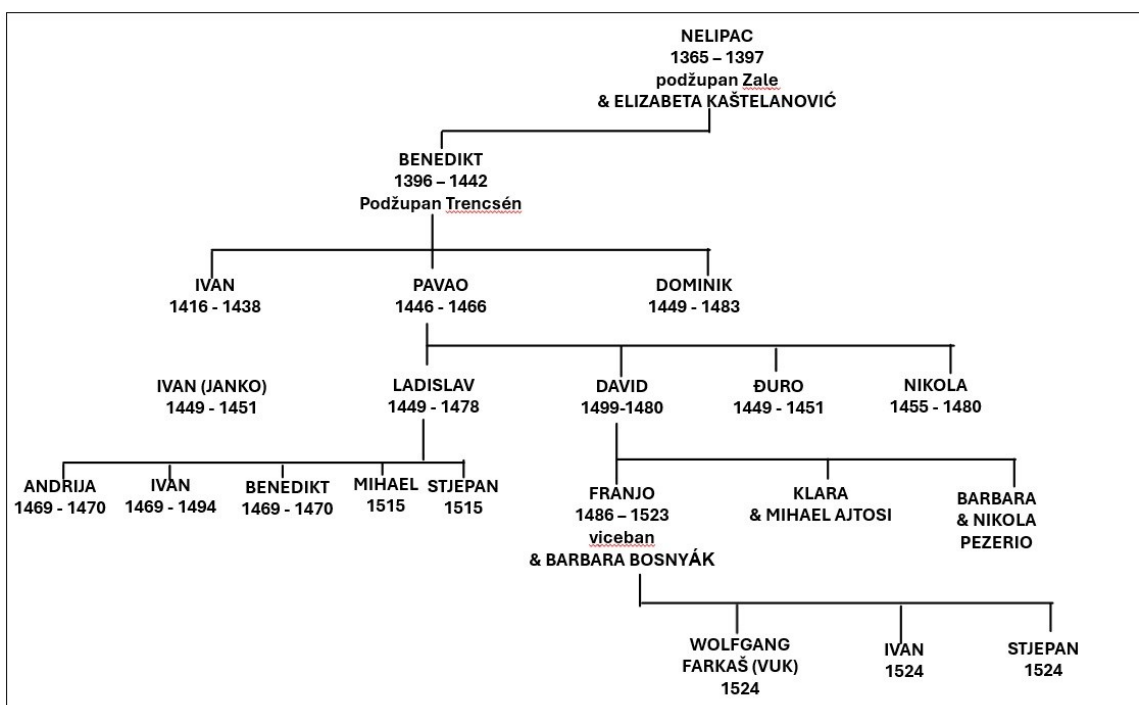 NELIPAC
1365 – 1397
podžupan Zale
& ELIZABETA KAŠTELANOVIĆ
BENEDIKT
1396 – 1442
Podžupan Trencsén
IVAN
1416 - 1438
PAVAO
1446 - 1466
DOMINIK
1449 - 1483
IVAN (JANKO)
1449 - 1451
LADISLAV
1449 - 1478
DAVID
1499-1480
ĐURO
1449 - 1451
NIKOLA
1455 - 1480
ANDRIJA
1469 - 1470
IVAN
1469 - 1494
BENEDIKT
1469 - 1470
MIHAEL
1515
STJEPAN
1515
FRANJO
1486 – 1523
viceban
& BARBARA BOSNYÁK
KLARA
& MIHAEL AJTOSI
BARBARA
& NIKOLA
PEZERIO
WOLFGANG
FARKAŠ (VUK)
1524
IVAN
1524
STJEPAN
1524